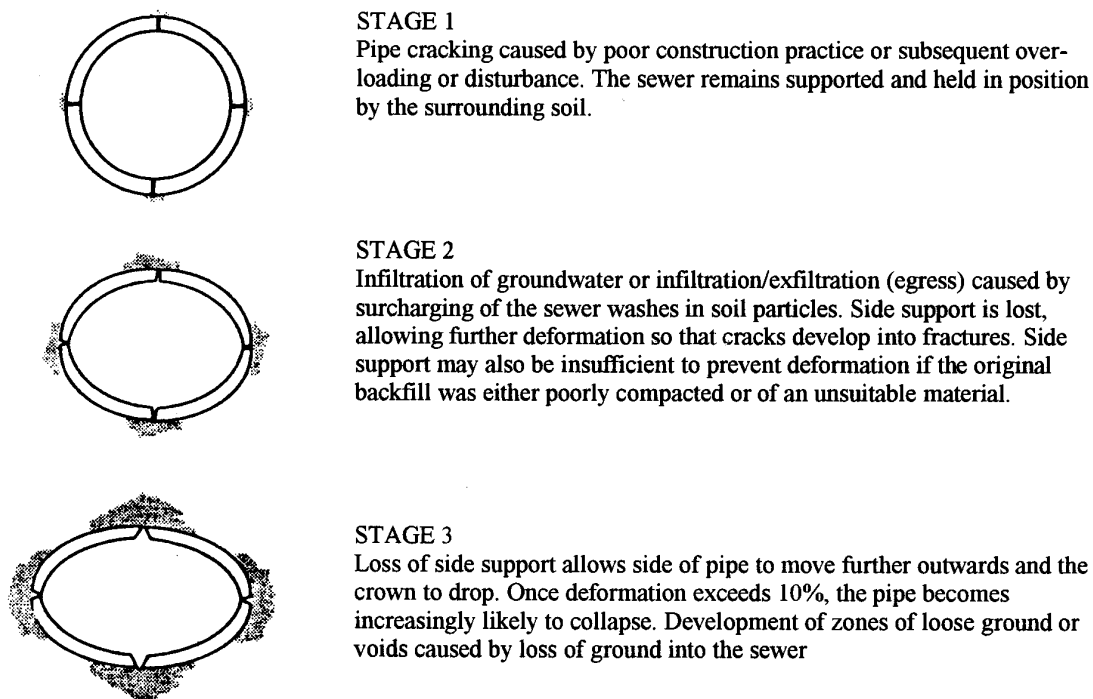 STAGE 1
Pipe cracking caused by poor construction practice or subsequent over-
loading or disturbance. The sewer remains supported and held in position
by the surrounding soil.
STAGE 2
Infiltration of groundwater or infiltration/exfiltration (egress) caused by
surcharging of the sewer washes in soil particles. Side support is lost,
allowing further deformation so that cracks develop into fractures. Side
support may also be insufficient to prevent deformation if the original
backfill was either poorly compacted or of an unsuitable material.
STAGE 3
Loss of side support allows side of pipe to move further outwards and the
crown to drop. Once deformation exceeds 10%, the pipe becomes
increasingly likely to collapse. Development of zones of loose ground or
voids caused by loss of ground into the sewer